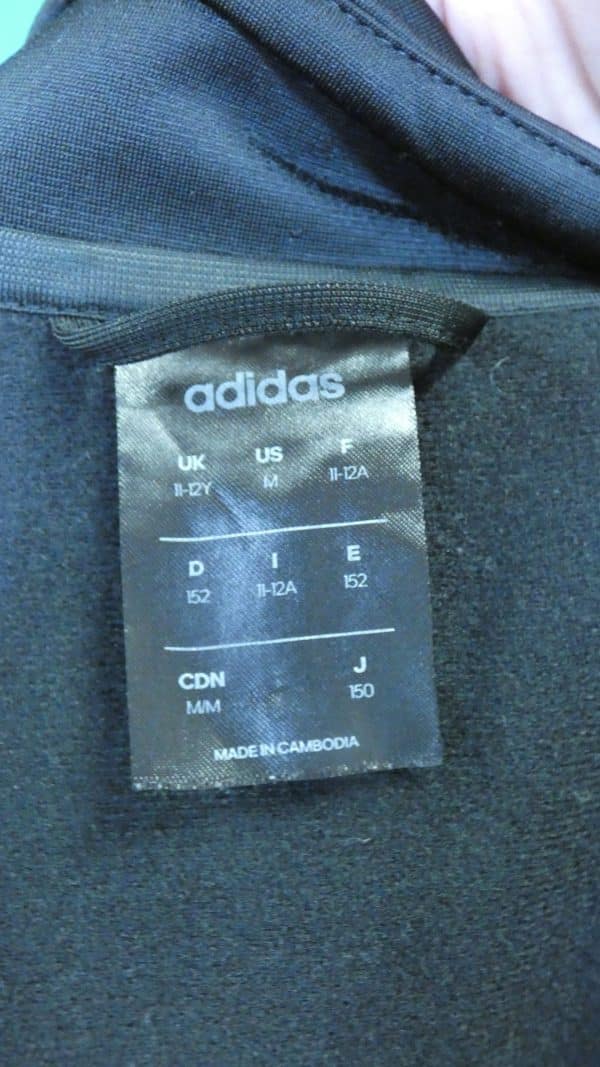 adidas
UK US F
11-12Y M 11-12A
D I E
152 11-12A 152
CDN J
M/M 150
MADE IN CAMBODIA